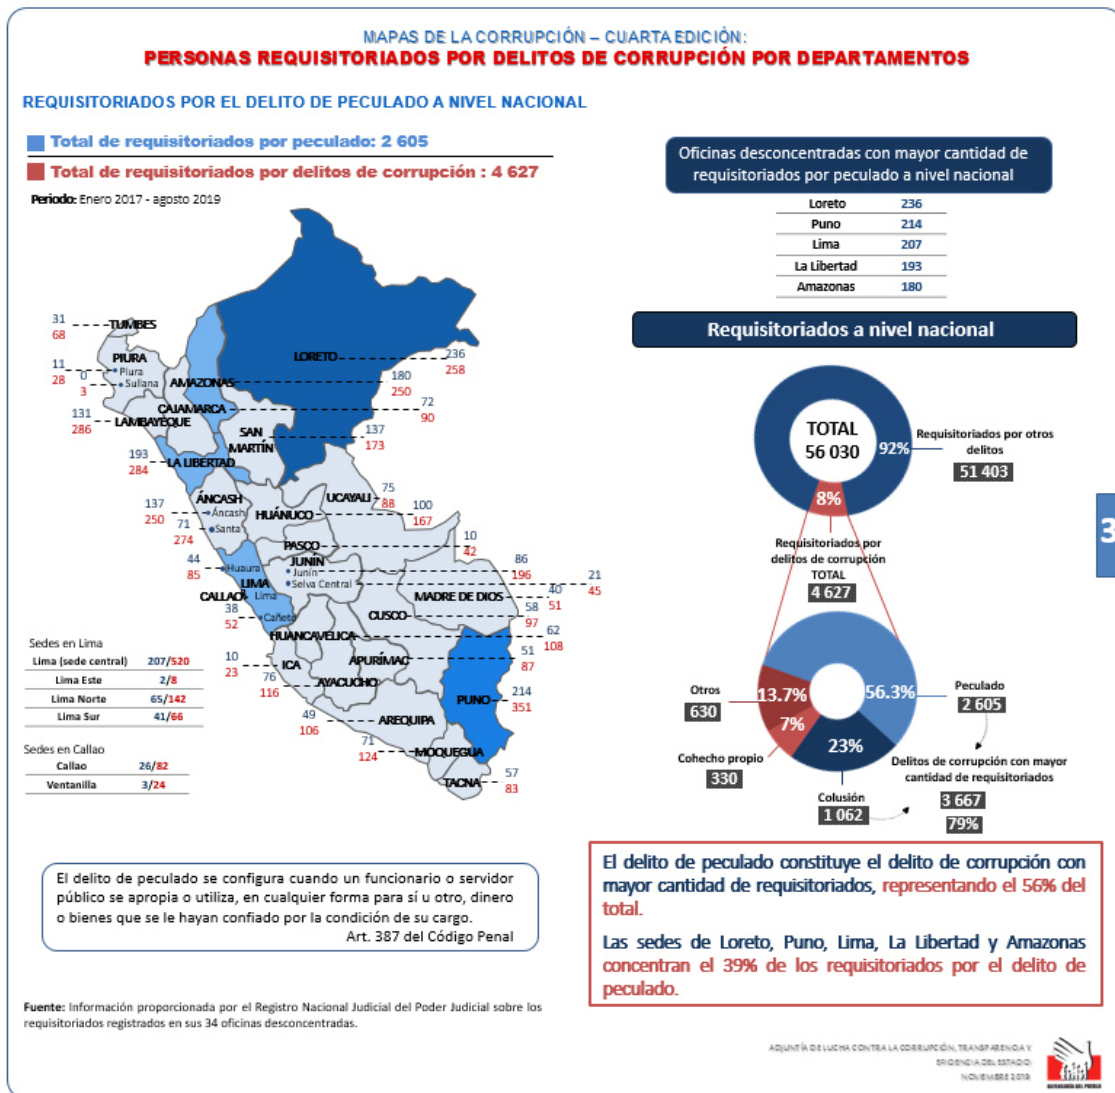 MAPAS DE LA CORRUPCIÓN – CUARTA EDICIÓN:
PERSONAS REQUISITORIADOS POR DELITOS DE CORRUPCIÓN POR DEPARTAMENTOS
REQUISITORIADOS POR EL DELITO DE PECULADO A NIVEL NACIONAL
Total de requisitoriados por peculado: 2 605
Total de requisitoriados por delitos de corrupción : 4 627
Periodo: Enero 2017 - agosto 2019
31
68
TUMBES
PIURA
11
28
Piura
0
3
Sullana
LORETO
236
258
AMAZONAS
180
250
CAJAMARCA
72
90
131
286
LAMBAYEQUE
SAN
MARTÍN
137
173
193
284
LA LIBERTAD
UCAYALI
75
88
ÁNCASH
137
250
Áncash
71
274
Santa
HUÁNUCO
100
167
PASCO
10
42
44
85
Huaura
JUNÍN
Junín
86
196
Selva Central
21
45
LIMA
Lima
CALLAO
MADRE DE DIOS
40
51
38
52
Cañete
CUSCO
58
97
HUANCAVELICA
62
108
10
23
ICA
APURÍMAC
51
87
76
116
AYACUCHO
PUNO
214
351
49
106
AREQUIPA
71
124
MOQUEGUA
TACNA
57
83
Sedes en Lima
Lima (sede central) 207/520
Lima Este 2/8
Lima Norte 65/142
Lima Sur 41/66
Sedes en Callao
Callao 26/82
Ventanilla 3/24
El delito de peculado se configura cuando un funcionario o servidor
público se apropia o utiliza, en cualquier forma para sí u otro, dinero
o bienes que se le hayan confiado por la condición de su cargo.
Art. 387 del Código Penal
Fuente: Información proporcionada por el Registro Nacional Judicial del Poder Judicial sobre los
requisitoriados registrados en sus 34 oficinas desconcentradas.
Oficinas desconcentradas con mayor cantidad de
requisitoriados por peculado a nivel nacional
Loreto 236
Puno 214
Lima 207
La Libertad 193
Amazonas 180
Requisitoriados a nivel nacional
TOTAL
56 030
92%
8%
Requisitoriados por otros
delitos
51 403
Requisitoriados por
delitos de corrupción
TOTAL
4 627
3
56.3%
13.7%
7%
23%
Otros
630
Peculado
2 605
Cohecho propio
330
Colusión
1 062
Delitos de corrupción con mayor
cantidad de requisitoriados
3 667
79%
El delito de peculado constituye el delito de corrupción con
mayor cantidad de requisitoriados, representando el 56% del
total.
Las sedes de Loreto, Puno, Lima, La Libertad y Amazonas
concentran el 39% de los requisitoriados por el delito de
peculado.
ADJUNTÍA DE LUCHA CONTRA LA CORRUPCIÓN, TRANSPARENCIA Y
EFICIENCIA DEL ESTADO
NOVIEMBRE 2019
DEFENSORÍA DEL PUEBLO